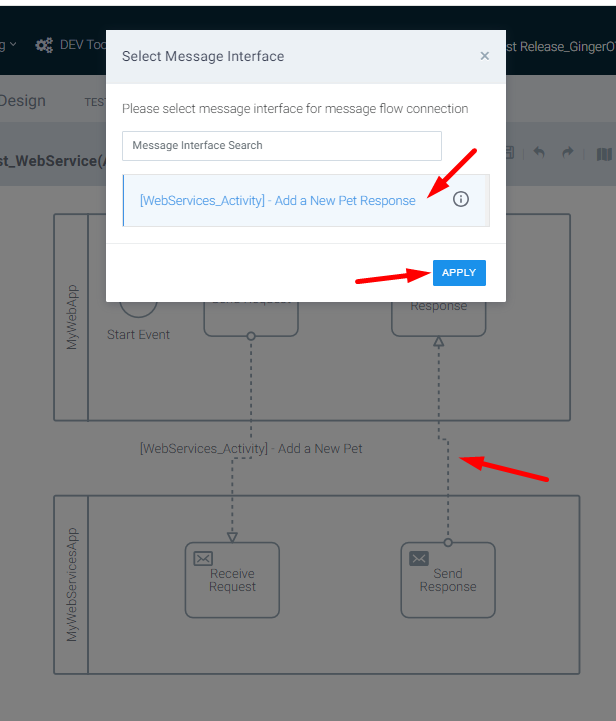 DEV Too
Select Message Interface
×
st Release_GingerOT
Design
TEST
Please select message interface for message flow connection
Message Interface Search
st_WebService(A
[WebServices_Activity] - Add a New Pet Response
APPLY
MyWebApp
Start Event
Send Request
Response
[WebServices_Activity] - Add a New Pet
MyWebServicesApp
Receive
Request
Send
Response